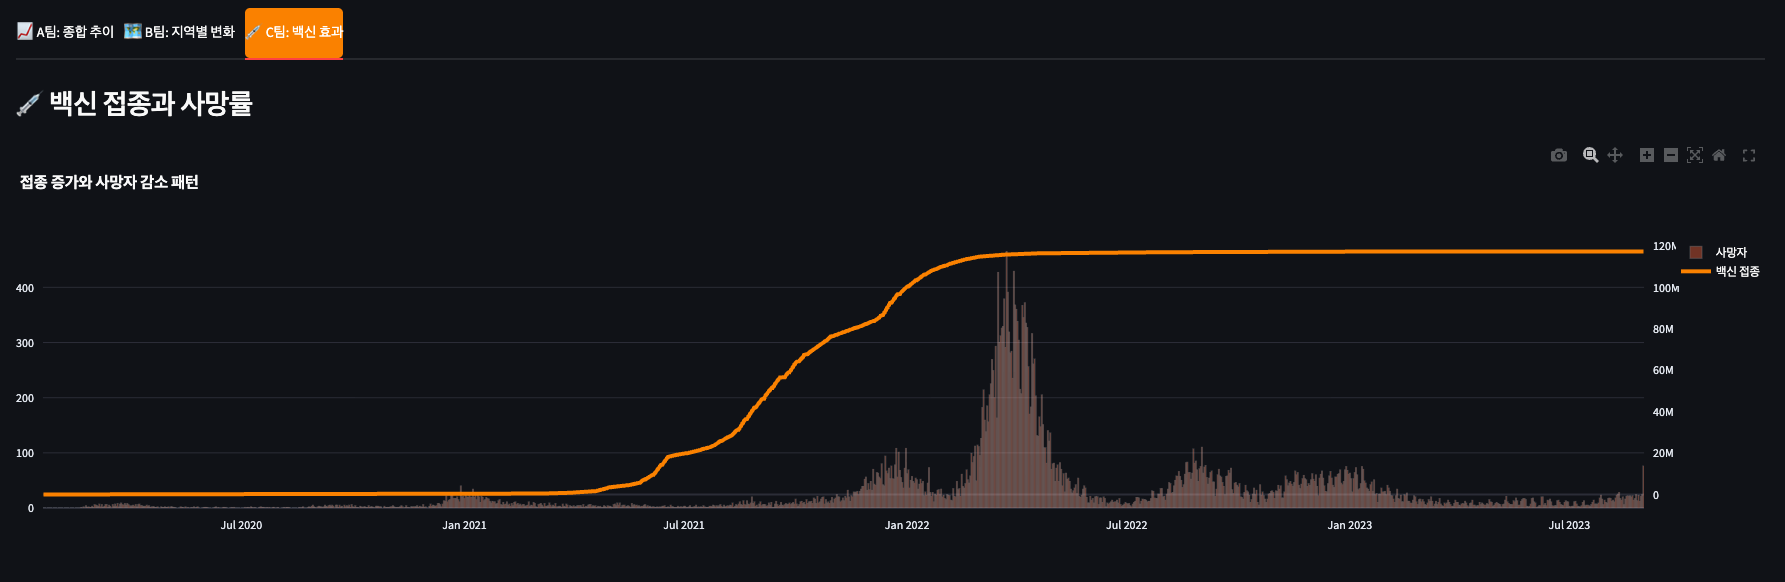 A팀: 종합 추이 B팀: 지역별 변화 C팀: 백신 효과
백신 접종과 사망률
접종 증가와 사망자 감소 패턴
사망자
백신 접종
400
300
200
100
0
120M
100M
80M
60M
40M
20M
0
Jul 2020 Jan 2021 Jul 2021 Jan 2022 Jul 2022 Jan 2023 Jul 2023